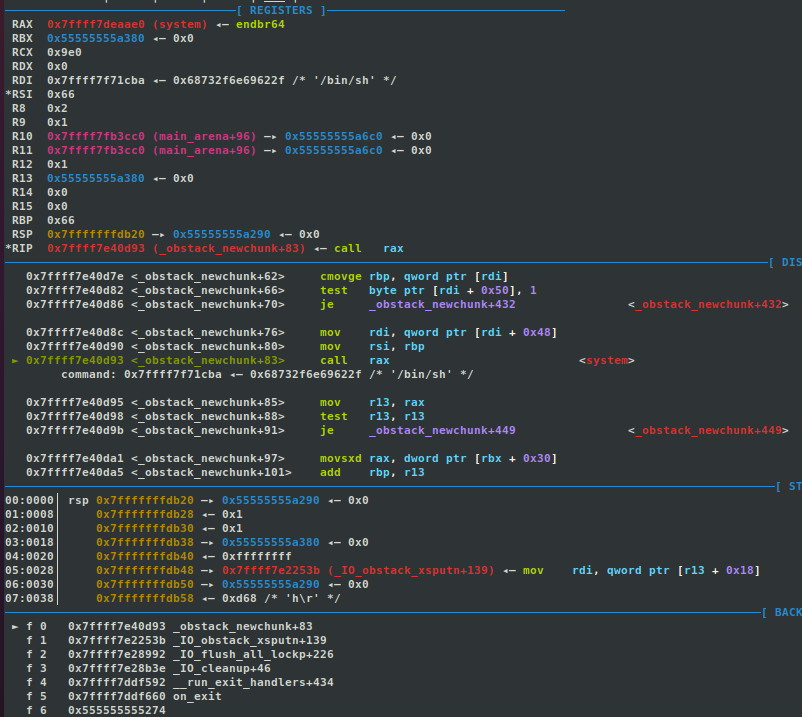 [ REGISTERS ]
RAX 0x7ffff7deaae0 (system) ◂— endbr64
RBX 0x55555555a380 ◂— 0x0
RCX 0x9e0
RDX 0x0
RDI 0x7ffff7f71cba ◂— 0x68732f6e69622f /* '/bin/sh' */
*RSI 0x66
R8 0x2
R9 0x1
R10 0x7ffff7fb3cc0 (main_arena+96) —▸ 0x55555555a6c0 ◂— 0x0
R11 0x7ffff7fb3cc0 (main_arena+96) —▸ 0x55555555a6c0 ◂— 0x0
R12 0x1
R13 0x55555555a380 ◂— 0x0
R14 0x0
R15 0x0
RBP 0x66
RSP 0x7fffffffdb20 —▸ 0x55555555a290 ◂— 0x0
*RIP 0x7ffff7e40d93 (_obstack_newchunk+83) ◂— call rax
[ DIS
0x7ffff7e40d7e <_obstack_newchunk+62> cmovge rbp, qword ptr [rdi]
0x7ffff7e40d82 <_obstack_newchunk+66> test byte ptr [rdi + 0x50], 1
0x7ffff7e40d86 <_obstack_newchunk+70> je _obstack_newchunk+432 <_obstack_newchunk+432>
0x7ffff7e40d8c <_obstack_newchunk+76> mov rdi, qword ptr [rdi + 0x48]
0x7ffff7e40d90 <_obstack_newchunk+80> mov rsi, rbp
► 0x7ffff7e40d93 <_obstack_newchunk+83> call rax <system>
command: 0x7ffff7f71cba ◂— 0x68732f6e69622f /* '/bin/sh' */
0x7ffff7e40d95 <_obstack_newchunk+85> mov r13, rax
0x7ffff7e40d98 <_obstack_newchunk+88> test r13, r13
0x7ffff7e40d9b <_obstack_newchunk+91> je _obstack_newchunk+449 <_obstack_newchunk+449>
0x7ffff7e40da1 <_obstack_newchunk+97> movsxd rax, dword ptr [rbx + 0x30]
0x7ffff7e40da5 <_obstack_newchunk+101> add rbp, r13
[ ST
00:0000│ rsp 0x7fffffffdb20 —▸ 0x55555555a290 ◂— 0x0
01:0008│ 0x7fffffffdb28 ◂— 0x1
02:0010│ 0x7fffffffdb30 ◂— 0x1
03:0018│ 0x7fffffffdb38 —▸ 0x55555555a380 ◂— 0x0
04:0020│ 0x7fffffffdb40 ◂— 0xffffffff
05:0028│ 0x7fffffffdb48 —▸ 0x7ffff7e2253b (_IO_obstack_xsputn+139) ◂— mov rdi, qword ptr [r13 + 0x18]
06:0030│ 0x7fffffffdb50 —▸ 0x55555555a290 ◂— 0x0
07:0038│ 0x7fffffffdb58 ◂— 0xd68 /* 'h\r' */
[ BACK
► f 0 0x7ffff7e40d93 _obstack_newchunk+83
f 1 0x7ffff7e2253b _IO_obstack_xsputn+139
f 2 0x7ffff7e28992 _IO_flush_all_lockp+226
f 3 0x7ffff7e28b3e _IO_cleanup+46
f 4 0x7ffff7ddf592 __run_exit_handlers+434
f 5 0x7ffff7ddf660 on_exit
f 6 0x555555555274